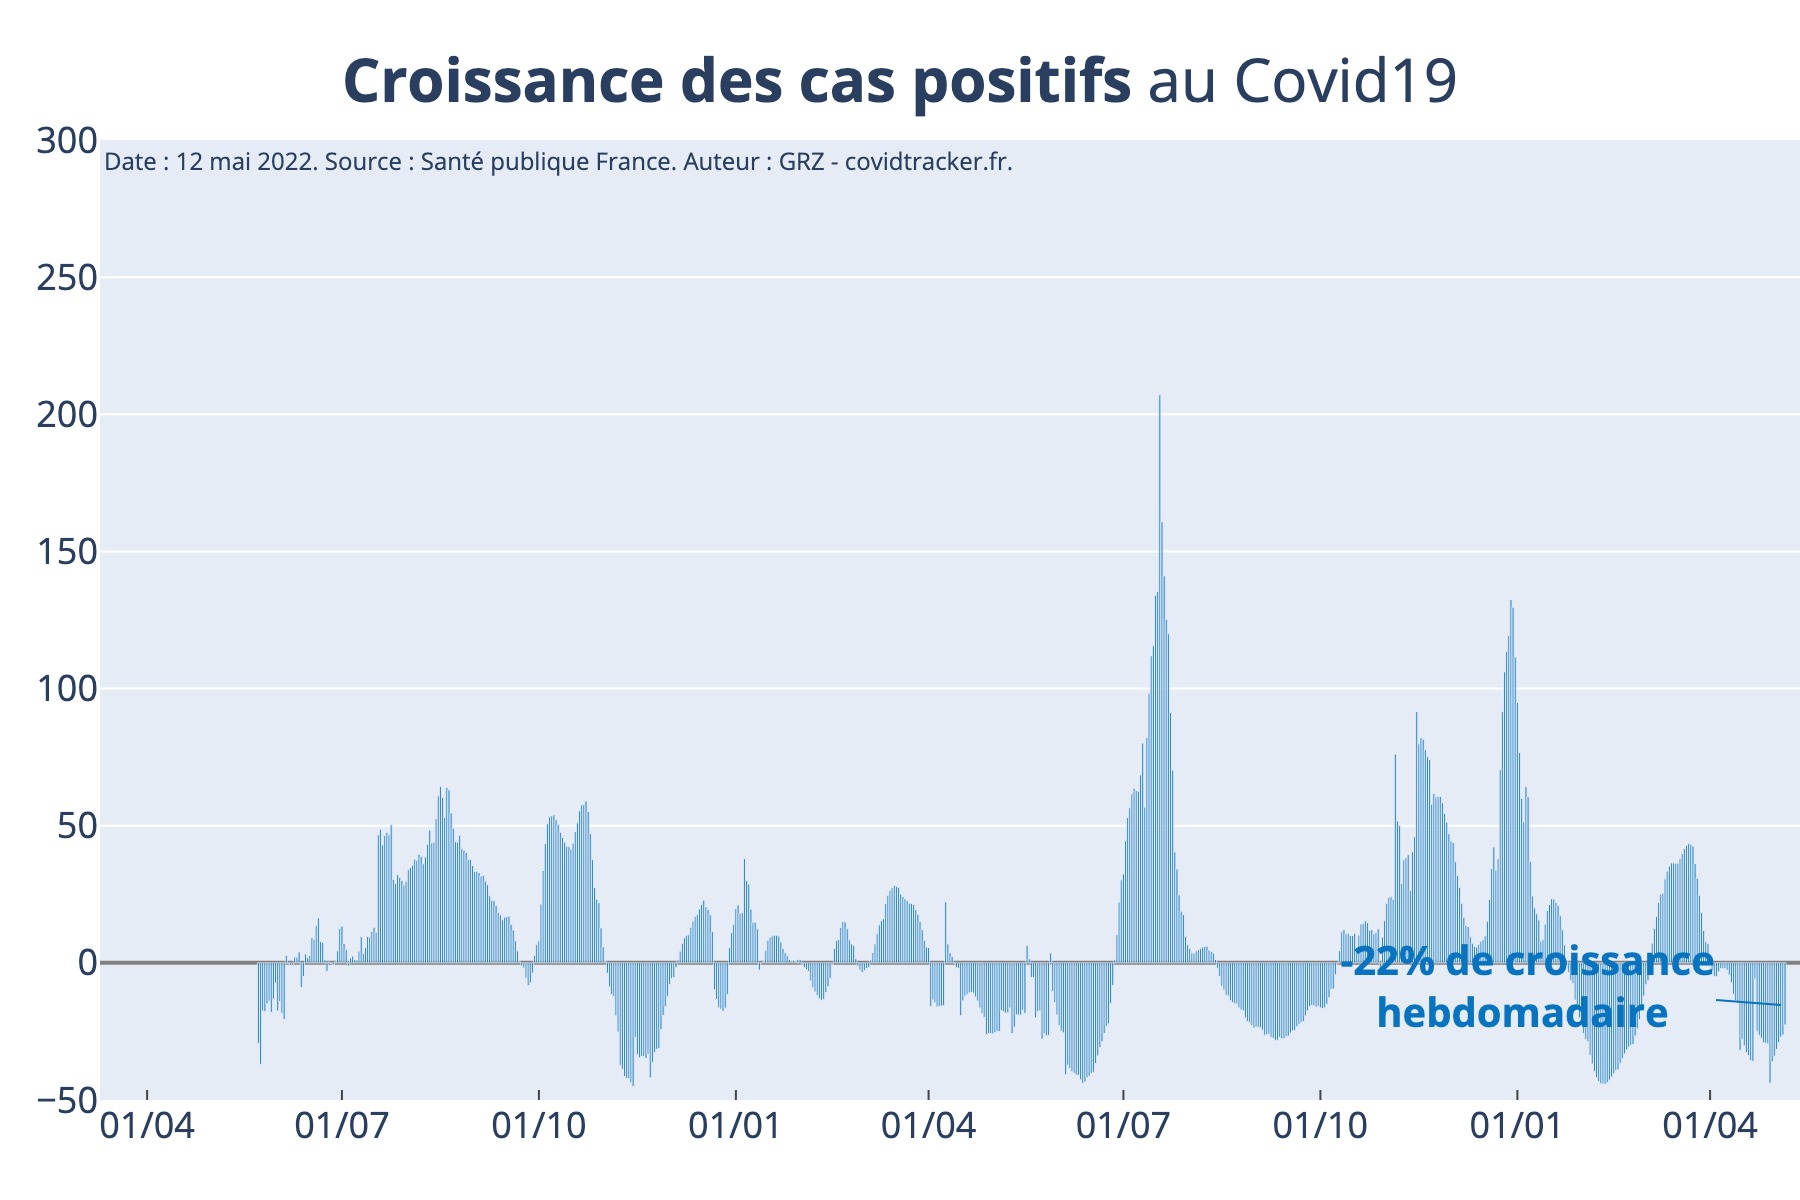 Croissance des cas positifs au Covid19
300
Date : 12 mai 2022. Source : Santé publique France. Auteur : GRZ - covidtracker.fr.
250
200
150
100
50
0
-22% de croissance
hebdomadaire
−50
01/04 01/07 01/10 01/01 01/04 01/07 01/10 01/01 01/04